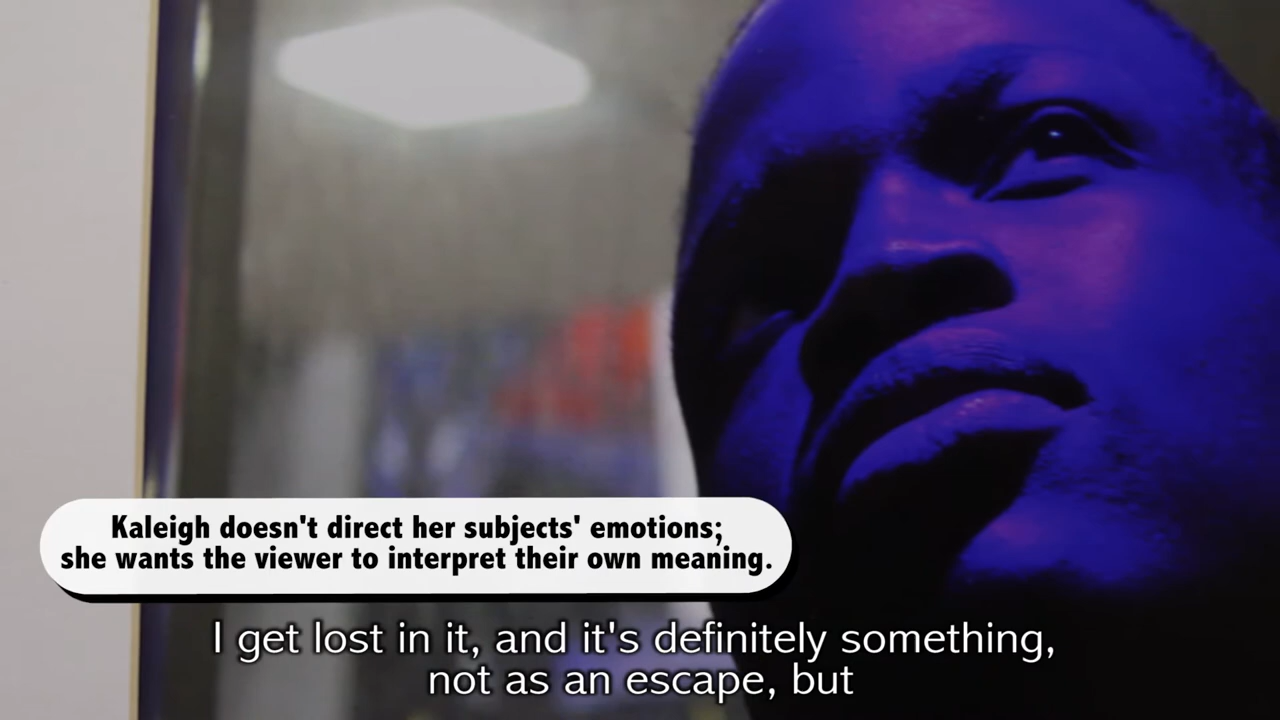 Kaleigh doesn't direct her subjects' emotions;
she wants the viewer to interpret their own meaning.
I get lost in it, and it's definitely something,
not as an escape, but